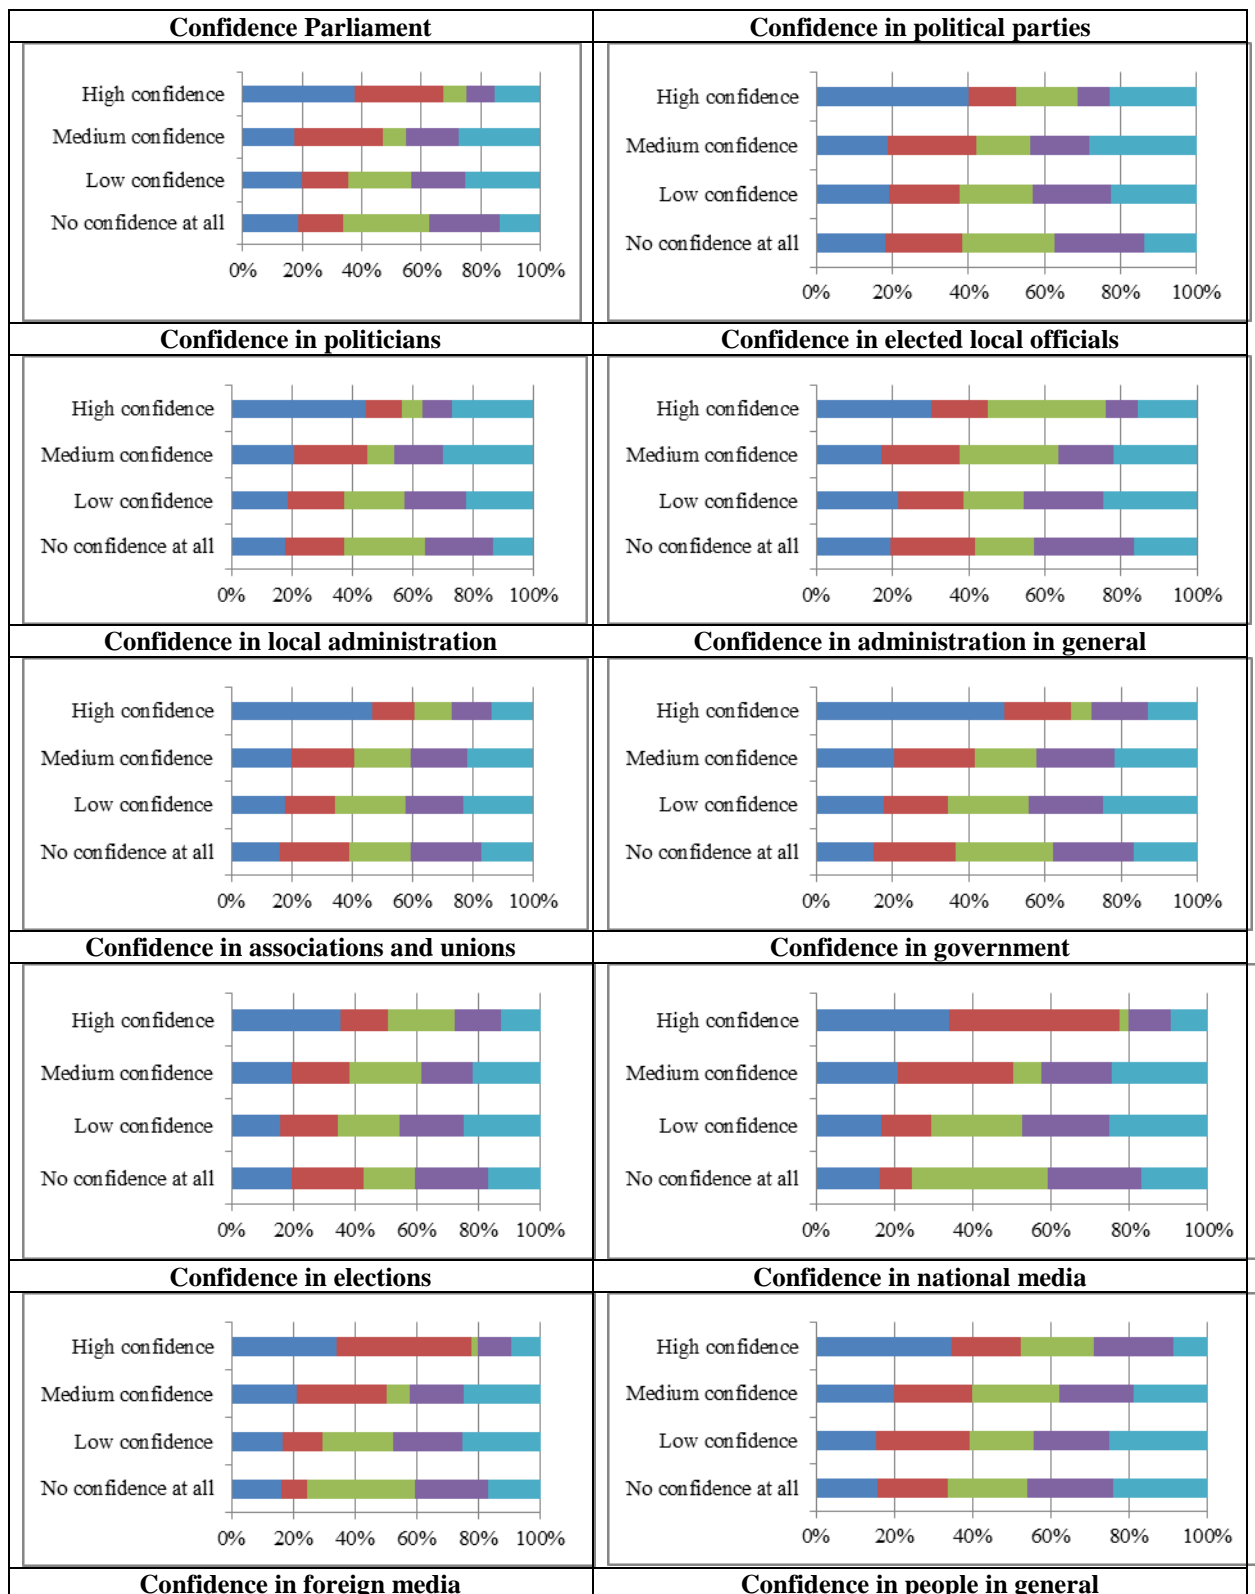 Confidence Parliament
Confidence in political parties
High confidence
Medium confidence
Low confidence
No confidence at all
0% 20% 40% 60% 80% 100%
High confidence
Medium confidence
Low confidence
No confidence at all
0% 20% 40% 60% 80% 100%
Confidence in politicians
Confidence in elected local officials
High confidence
Medium confidence
Low confidence
No confidence at all
0% 20% 40% 60% 80% 100%
High confidence
Medium confidence
Low confidence
No confidence at all
0% 20% 40% 60% 80% 100%
Confidence in local administration
Confidence in administration in general
High confidence
Medium confidence
Low confidence
No confidence at all
0% 20% 40% 60% 80% 100%
High confidence
Medium confidence
Low confidence
No confidence at all
0% 20% 40% 60% 80% 100%
Confidence in associations and unions
Confidence in government
High confidence
Medium confidence
Low confidence
No confidence at all
0% 20% 40% 60% 80% 100%
High confidence
Medium confidence
Low confidence
No confidence at all
0% 20% 40% 60% 80% 100%
Confidence in elections
Confidence in national media
High confidence
Medium confidence
Low confidence
No confidence at all
0% 20% 40% 60% 80% 100%
High confidence
Medium confidence
Low confidence
No confidence at all
0% 20% 40% 60% 80% 100%
Confidence in foreign media
Confidence in people in general